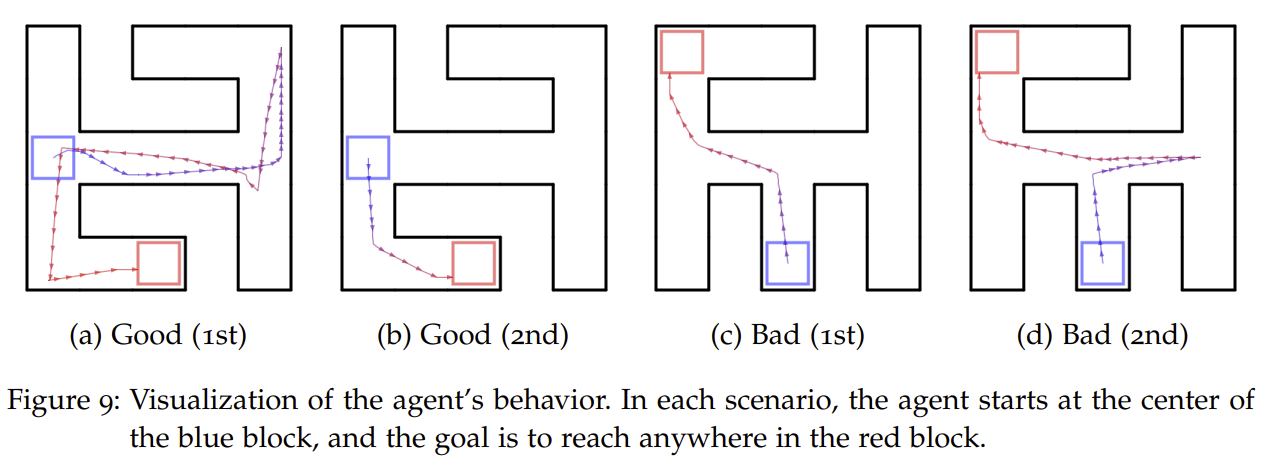 (a) Good (1st)
(b) Good (2nd)
(c) Bad (1st)
(d) Bad (2nd)
Figure 9: Visualization of the agent's behavior. In each scenario, the agent starts at the center of
the blue block, and the goal is to reach anywhere in the red block.